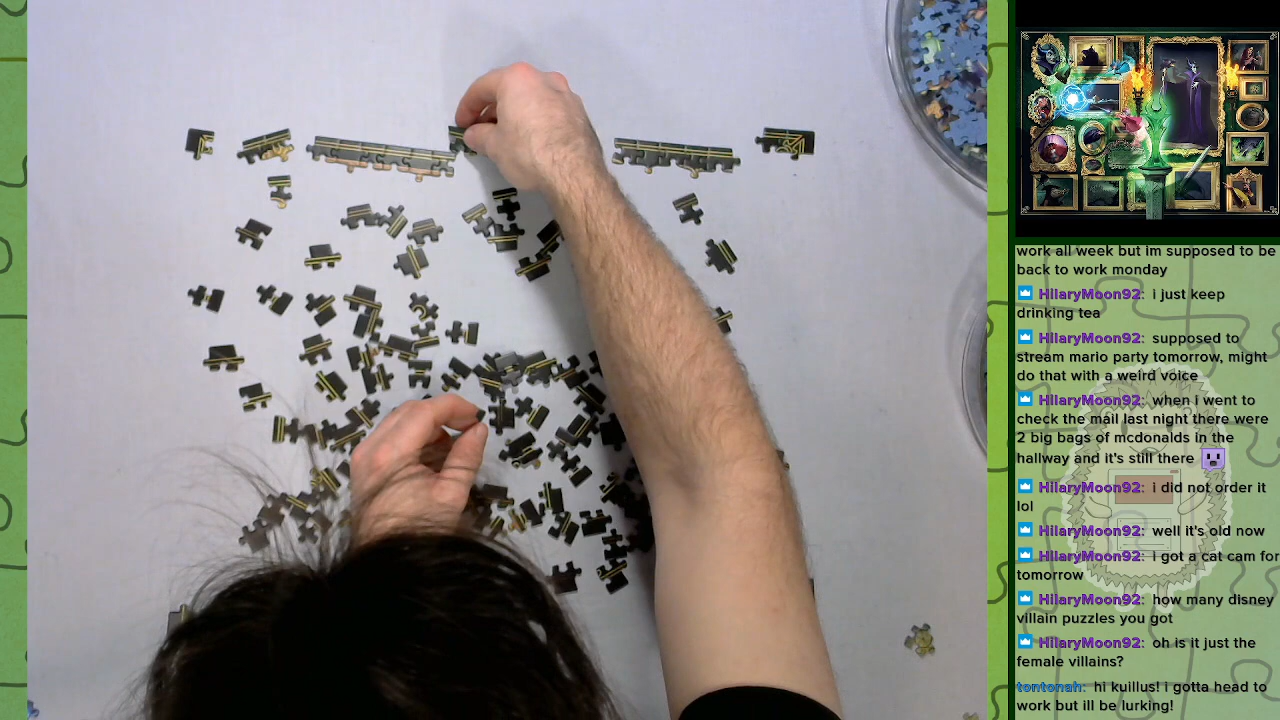 work all week but im supposed to be
back to work monday
HilaryMoon92: i just keep
drinking tea
HilaryMoon92: supposed to
stream mario party tomorrow, might
do that with a weird voice
HilaryMoon92: when i went to
check the mail last night there were
2 big bags of mcdonalds in the
hallway and it's still there
HilaryMoon92: i did not order it
lol
HilaryMoon92: well it's old now
HilaryMoon92: i got a cat cam for
tomorrow
HilaryMoon92: how many disney
villain puzzles you got
HilaryMoon92: oh is it just the
female villains?
tontonah: hi kuillus! i gotta head to
work but ill be lurking!